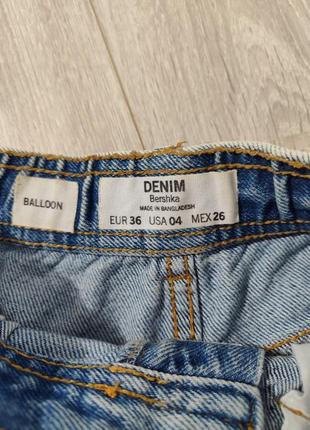 BALLOON
DENIM
Bershka
MADE IN BANGLADESH
EUR 36 USA 04 MEX 26